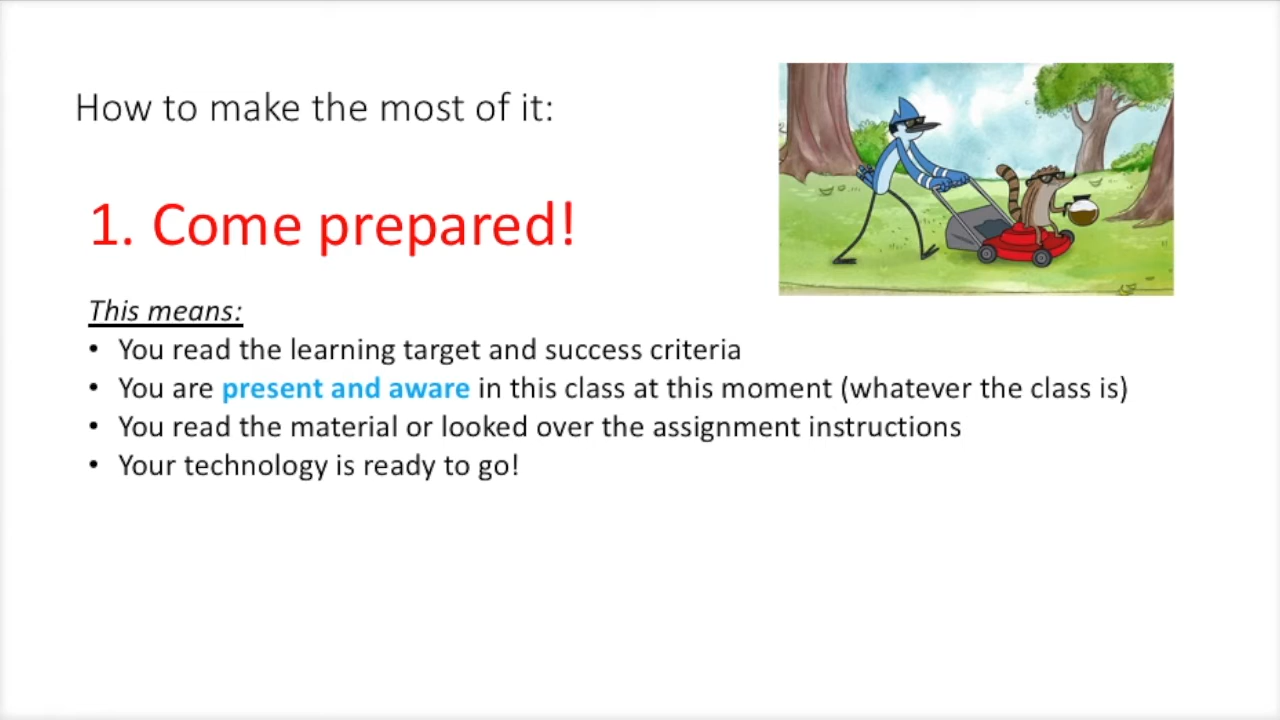 How to make the most of it:
1. Come prepared!
This means:
• You read the learning target and success criteria
• You are present and aware in this class at this moment (whatever the class is)
• You read the material or looked over the assignment instructions
• Your technology is ready to go!